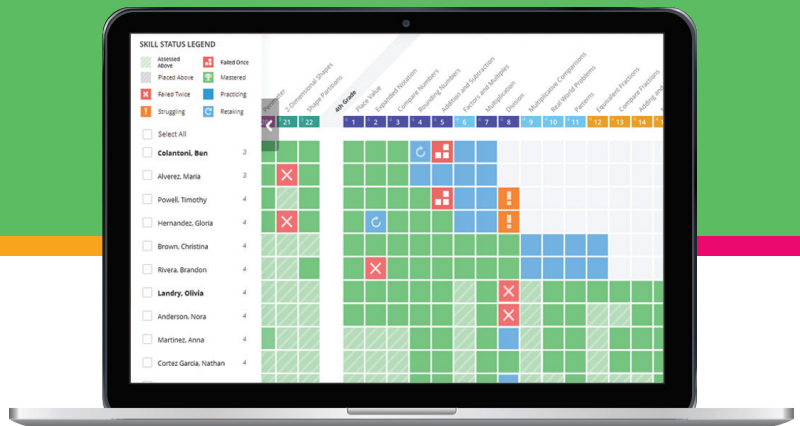 SKILL STATUS LEGEND
Assessed Above
Failed Once
Placed Above
Mastered
Failed Twice
Practicing
Struggling
Retaking
Select All
Perimeter
2-Dimensional Shapes
Shape Partitions
4th Grade
Place Value
Expanded Notation
Compare Numbers
Rounding Numbers
Addition and Subtraction
Factors and Multiples
Multiplication
Division
Multiplicative Comparisons
Real World Problems
Patterns
Equivalent Fractions
Compare Fractions
Adding and
21 22 1 2 3 4 5 6 7 8 9 10 11 12 13 14
Colantoni, Ben 3
Alverez, Maria 3
Powell, Timothy 4
Hernandez, Gloria 4
Brown, Christina 4
Rivera, Brandon 4
Landry, Olivia 4
Anderson, Nora 4
Martinez, Anna 4
Cortez Garcia, Nathan 4